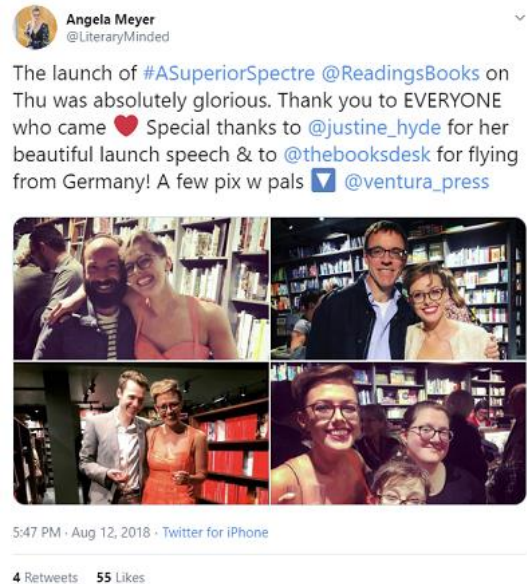 Angela Meyer
@LiteraryMinded
The launch of #ASuperiorSpectre @ReadingsBooks on
Thu was absolutely glorious. Thank you to EVERYONE
who came ❤️ Special thanks to @justine_hyde for her
beautiful launch speech & to @thebooksdesk for flying
from Germany! A few pix w pals 🔽 @ventura_press
5:47 PM · Aug 12, 2018 · Twitter for iPhone
4 Retweets 55 Likes